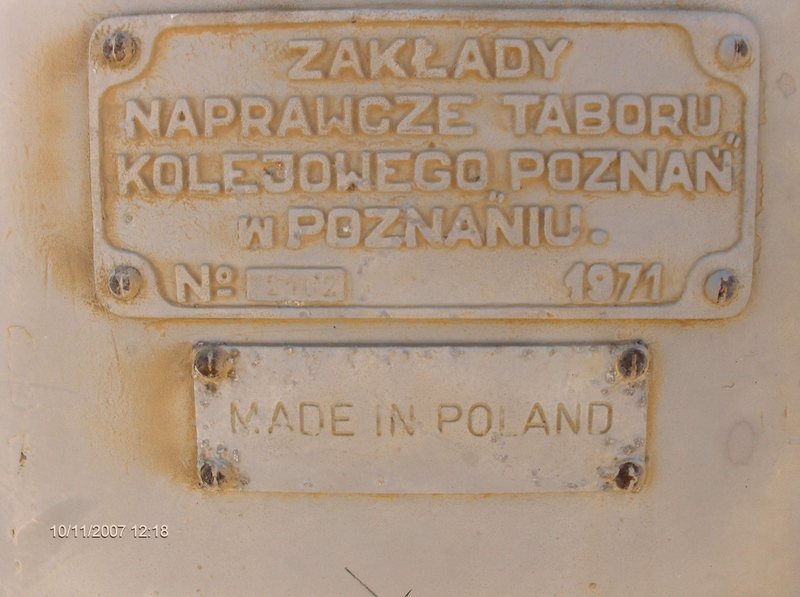 ZAKŁADY
NAPRAWCZE TABORU
KOLEJOWEGO POZNAŃ"
W POZNANIU.
Nº 1971
MADE IN POLAND
10/11/2007 12:18